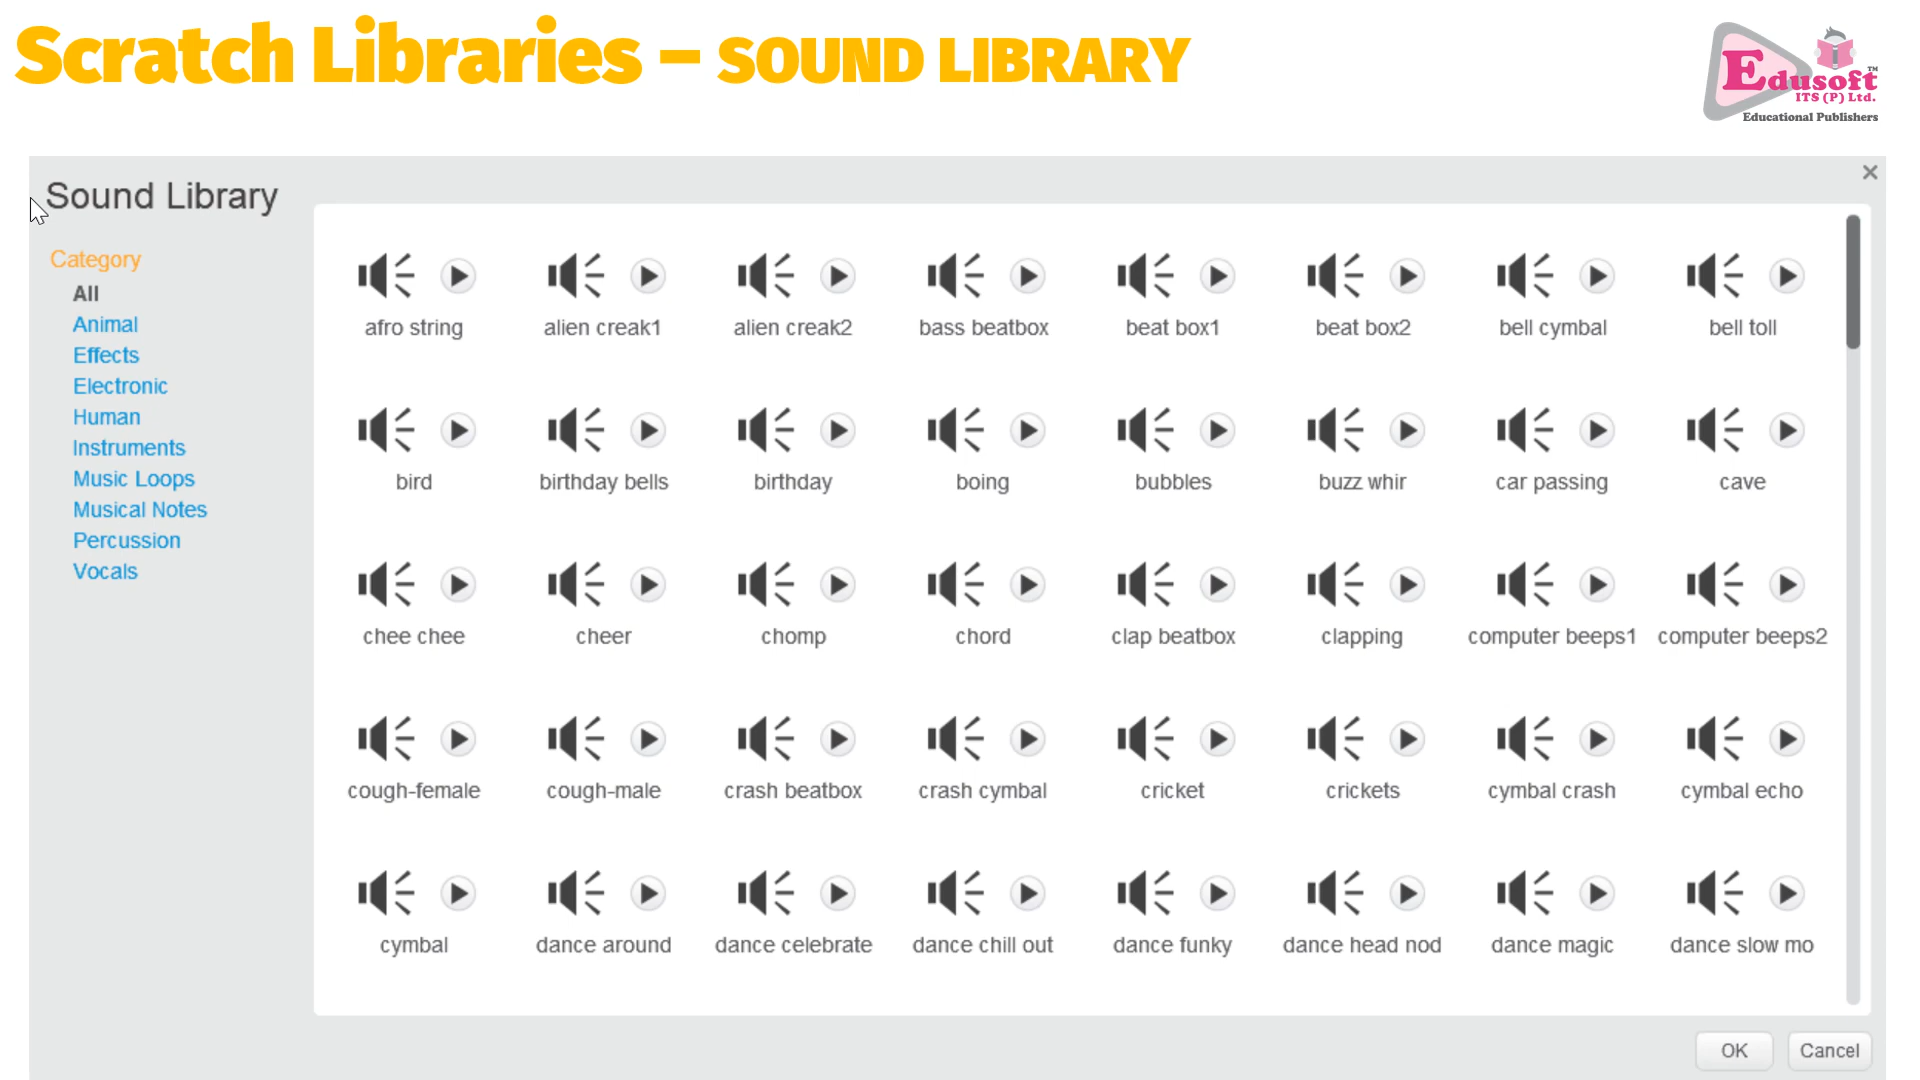 Scratch Libraries – SOUND LIBRARY
Edusoft™
ITS (P) Ltd.
Educational Publishers
Sound Library
Category
All
Animal
Effects
Electronic
Human
Instruments
Music Loops
Musical Notes
Percussion
Vocals
afro string alien creak1 alien creak2 bass beatbox beat box1 beat box2 bell cymbal bell toll
bird birthday bells birthday boing bubbles buzz whir car passing cave
chee chee cheer chomp chord clap beatbox clapping computer beeps1 computer beeps2
cough-female cough-male crash beatbox crash cymbal cricket crickets cymbal crash cymbal echo
cymbal dance around dance celebrate dance chill out dance funky dance head nod dance magic dance slow mo
OK Cancel